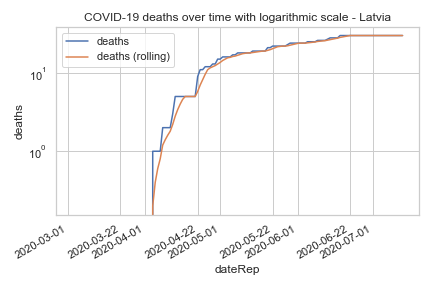 COVID-19 deaths over time with logarithmic scale - Latvia
deaths
deaths (rolling)
10¹
10⁰
deaths
2020-03-01
2020-03-22
2020-04-01
2020-04-22
2020-05-01
2020-05-22
2020-06-01
2020-06-22
2020-07-01
dateRep